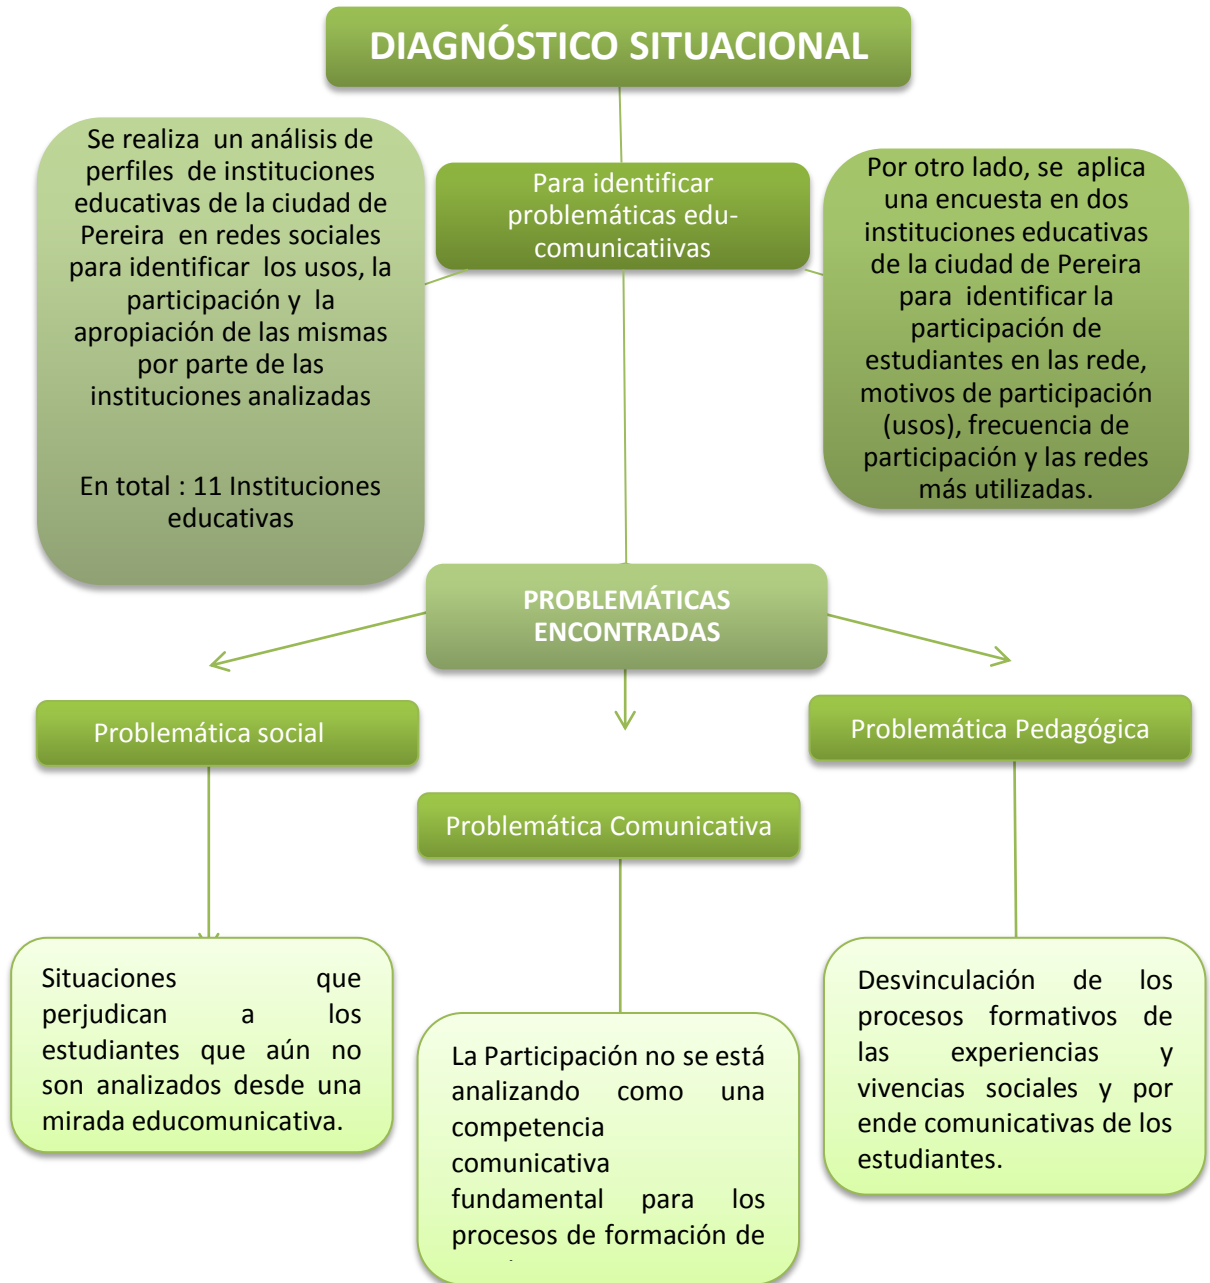 DIAGNÓSTICO SITUACIONAL
Se realiza un análisis de
perfiles de instituciones
educativas de la ciudad de
Pereira en redes sociales
para identificar los usos, la
participación y la
apropiación de las mismas
por parte de las
instituciones analizadas
En total : 11 Instituciones
educativas
Para identificar
problemáticas edu-
comunicatiivas
Por otro lado, se aplica
una encuesta en dos
instituciones educativas
de la ciudad de Pereira
para identificar la
participación de
estudiantes en las rede,
motivos de participación
(usos), frecuencia de
participación y las redes
más utilizadas.
PROBLEMÁTICAS
ENCONTRADAS
Problemática social
Problemática Comunicativa
Problemática Pedagógica
Situaciones que
perjudican a los
estudiantes que aún no
son analizados desde una
mirada educomunicativa.
La Participación no se está
analizando como una
competencia
comunicativa
fundamental para los
procesos de formación de
Desvinculación de los
procesos formativos de
las experiencias y
vivencias sociales y por
ende comunicativas de los
estudiantes.